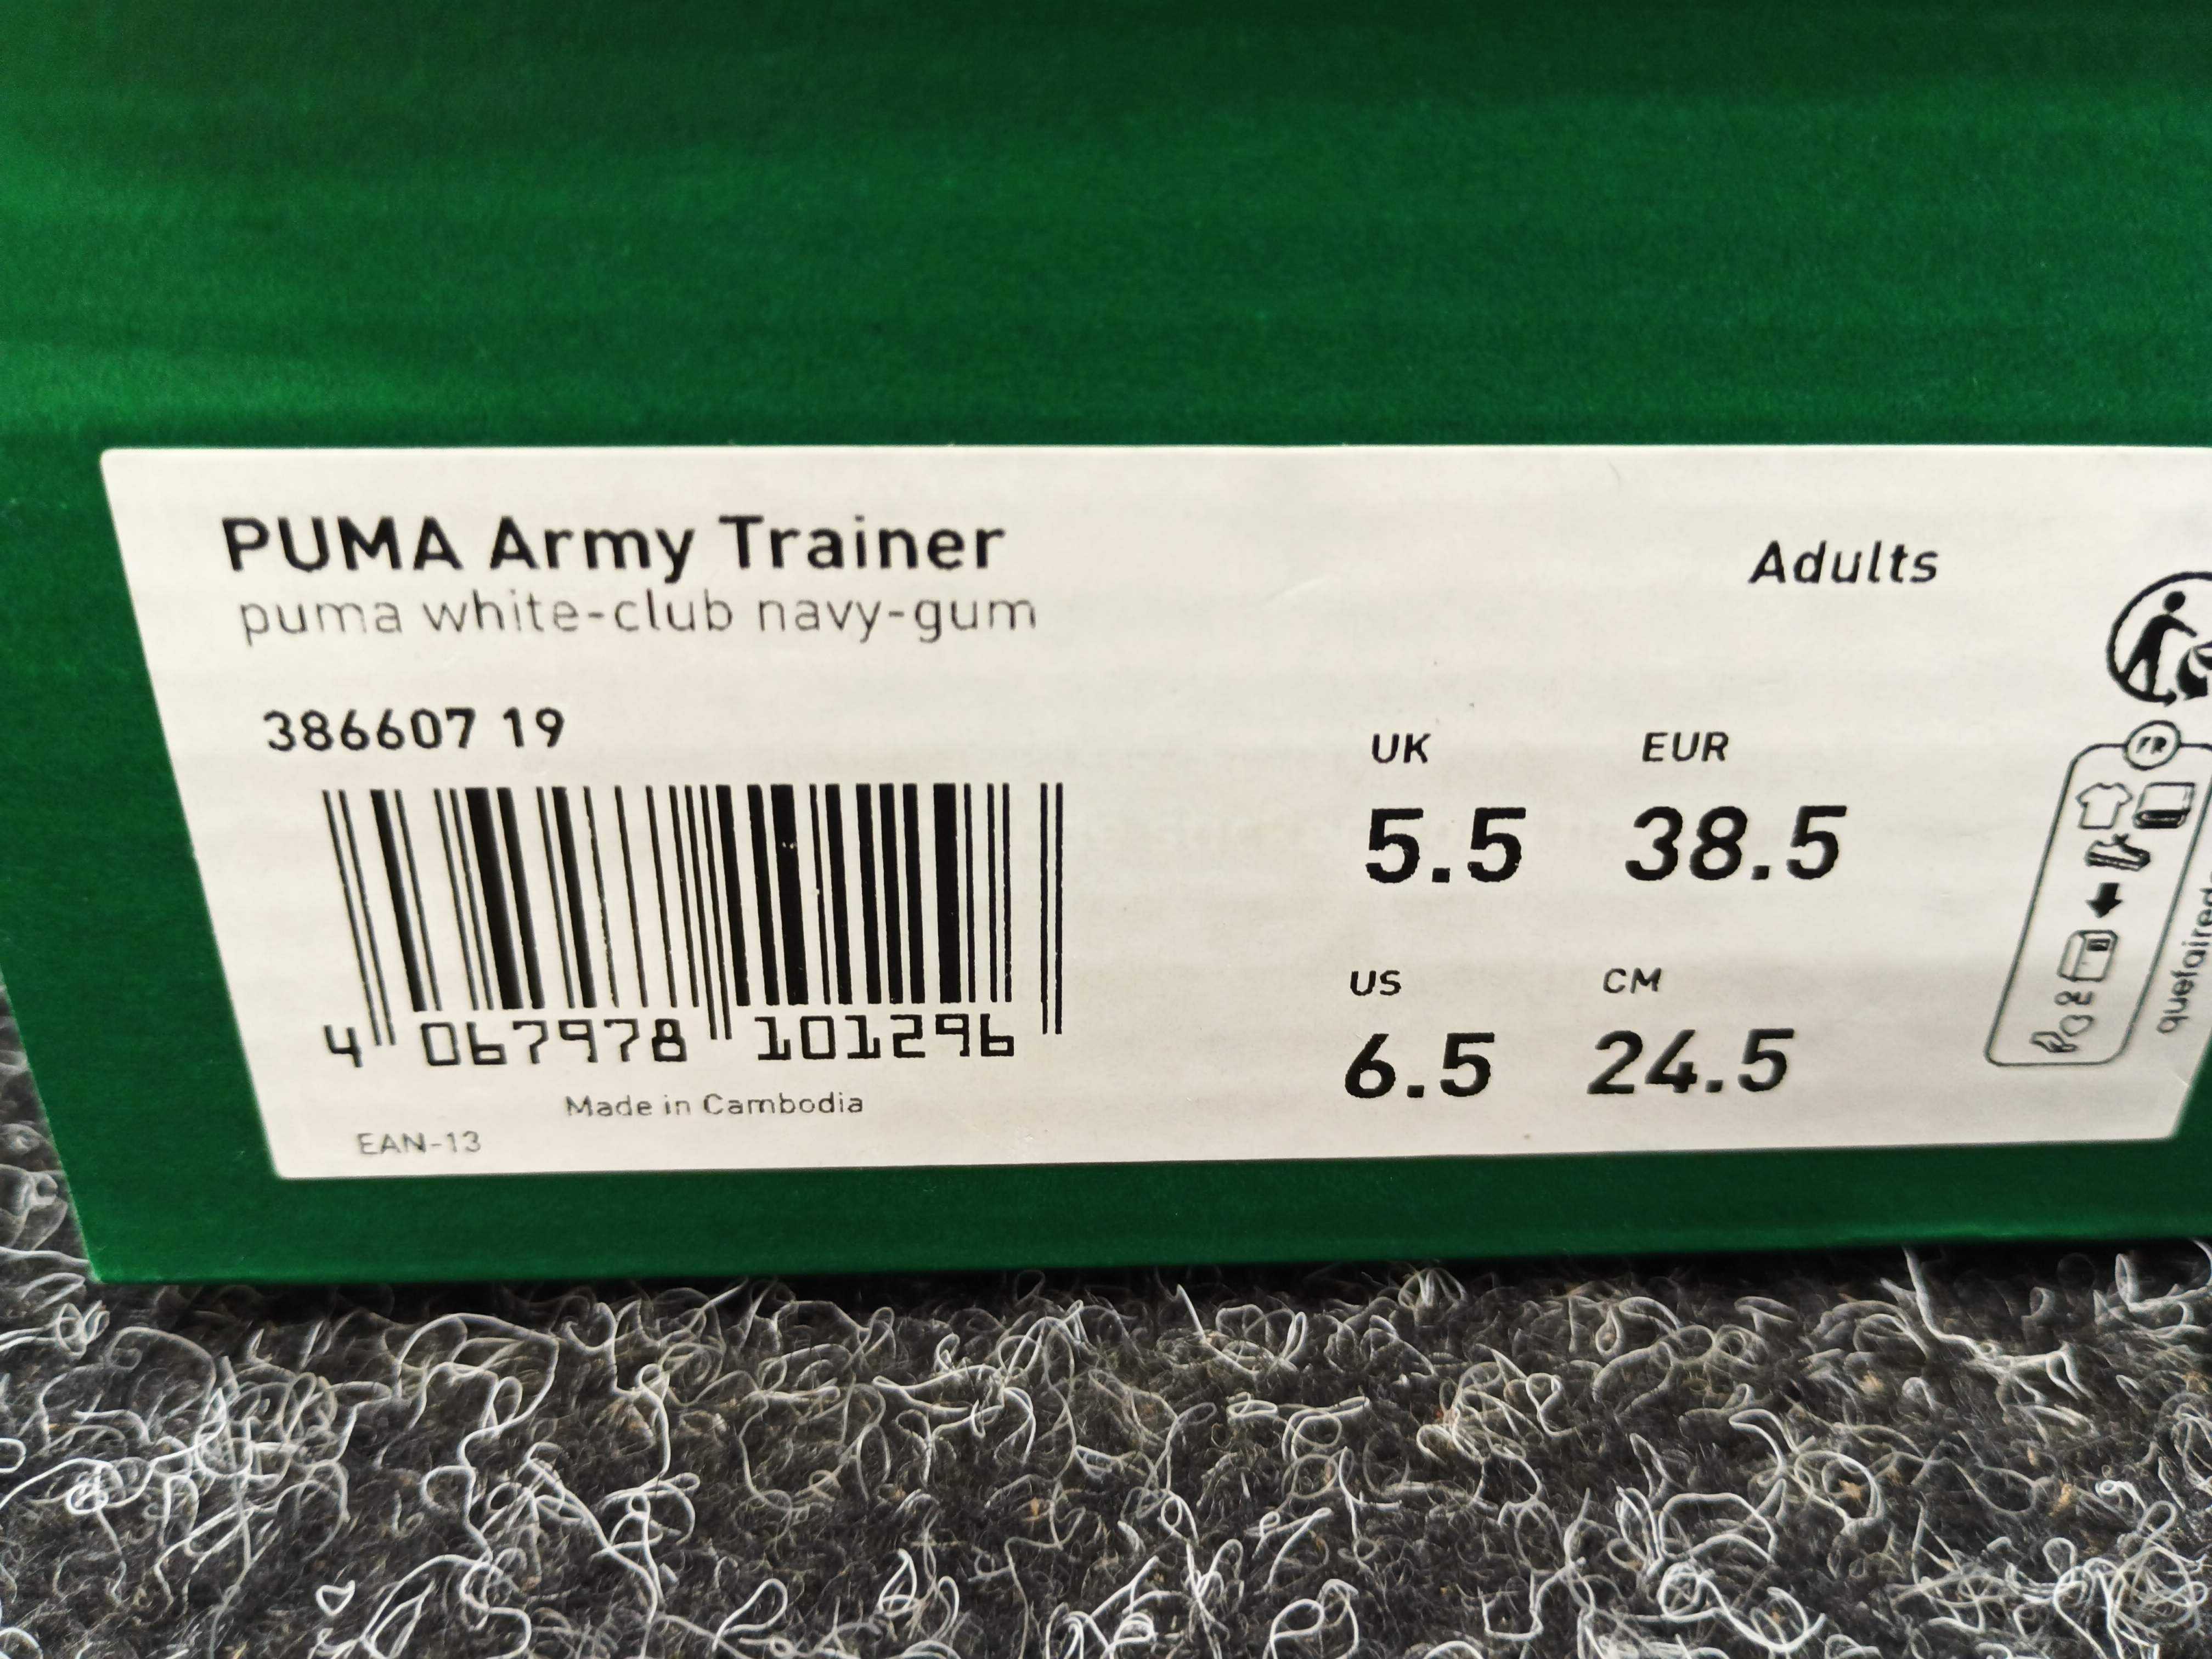 PUMA Army Trainer
puma white-club navy-gum
Adults
386607 19
4 067978 101296
Made in Cambodia
EAN-13
UK EUR
5.5 38.5
US CM
6.5 24.5
FR